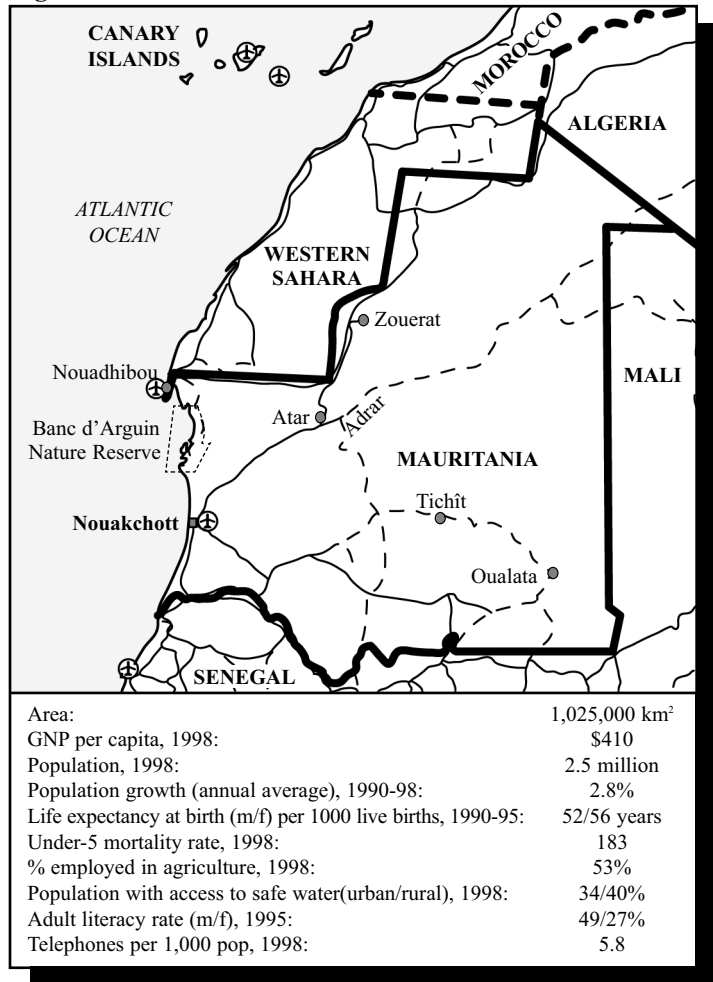 CANARY
ISLANDS
MOROCCO
ALGERIA
ATLANTIC
OCEAN
WESTERN
SAHARA
Zouerat
Nouadhibou
MALI
Atar
Adrar
Banc d’Arguin
Nature Reserve
MAURITANIA
Tichît
Nouakchott
Oualata
SENEGAL
Area: 1,025,000 km²
GNP per capita, 1998: $410
Population, 1998: 2.5 million
Population growth (annual average), 1990-98: 2.8%
Life expectancy at birth (m/f) per 1000 live births, 1990-95: 52/56 years
Under-5 mortality rate, 1998: 183
% employed in agriculture, 1998: 53%
Population with access to safe water(urban/rural), 1998: 34/40%
Adult literacy rate (m/f), 1995: 49/27%
Telephones per 1,000 pop, 1998: 5.8